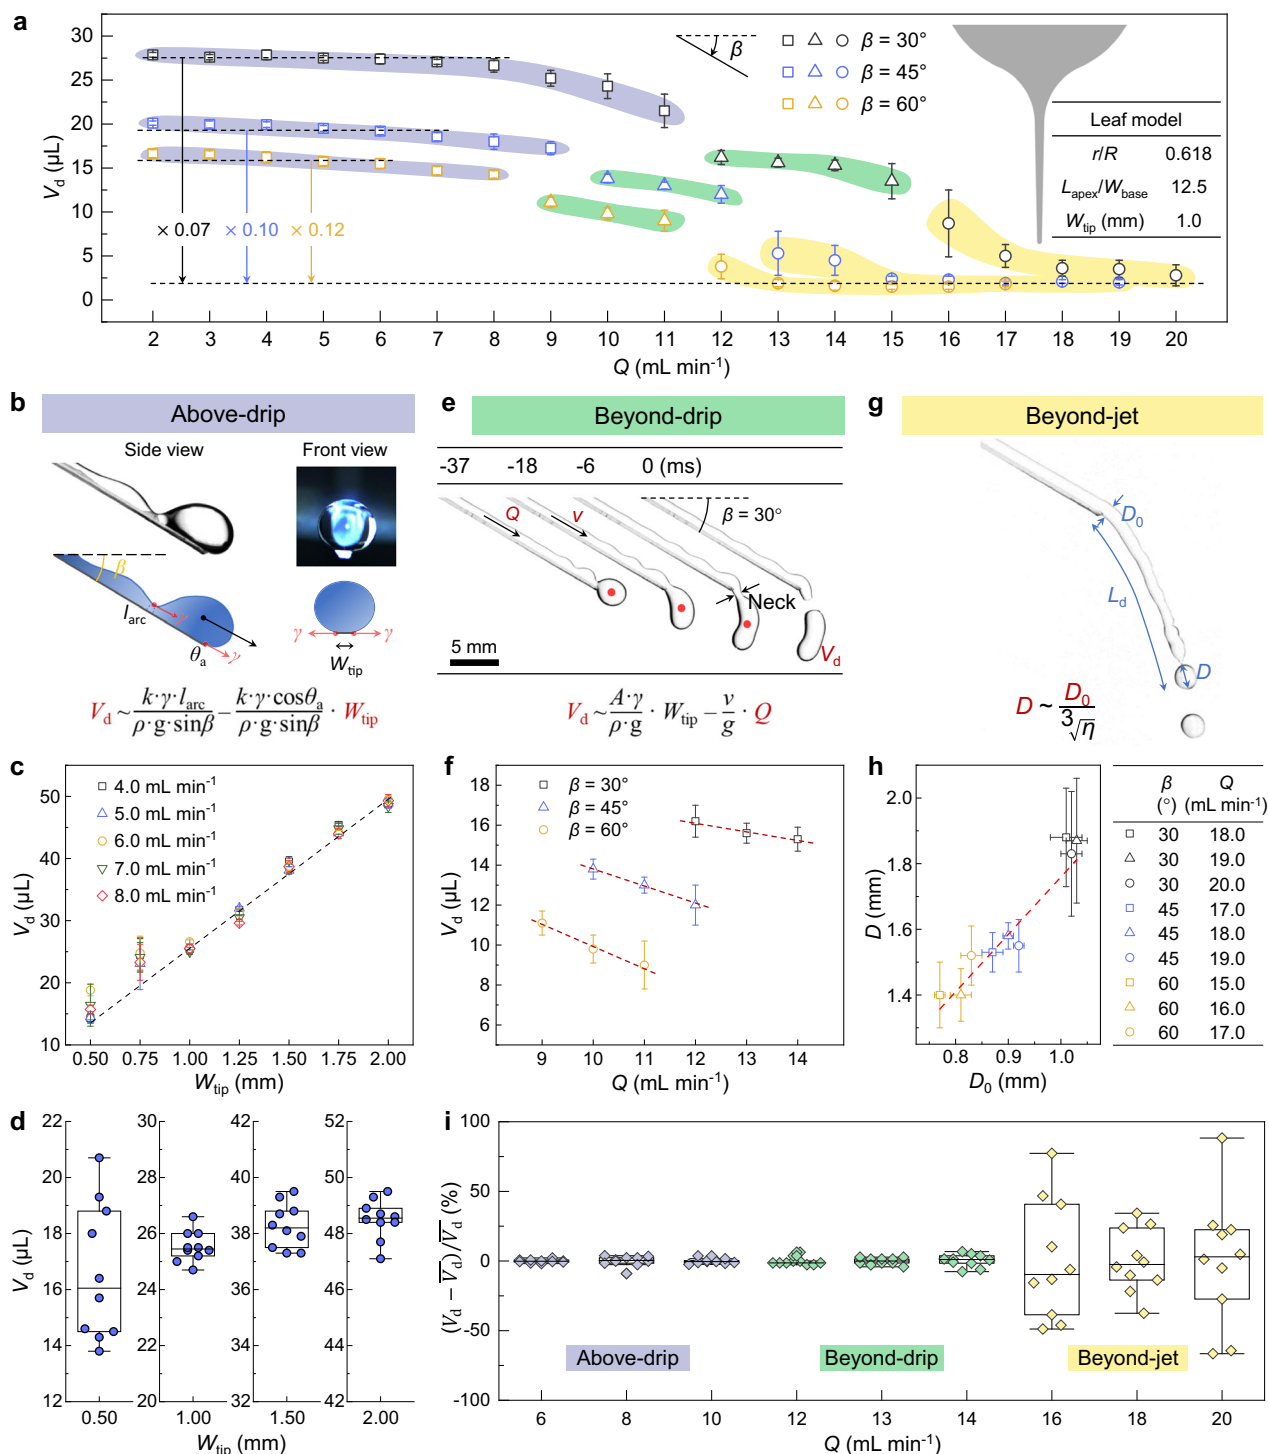 a
30
25
20
15
10
5
0
V_d (μL)
2 3 4 5 6 7 8 9 10 11 12 13 14 15 16 17 18 19 20
Q (mL min⁻¹)
β
β = 30°
β = 45°
β = 60°
× 0.07
× 0.10
× 0.12
Leaf model
r/R 0.618
L_apex/W_base 12.5
W_tip (mm) 1.0
b
Above-drip
Side view
Front view
β
l_arc
γ
θ_a
γ
γ
γ
W_tip
V_d ~ k·γ·l_arc / ρ·g·sinβ − k·γ·cosθ_a / ρ·g·sinβ · W_tip
e
Beyond-drip
-37 -18 -6 0 (ms)
Q
v
β = 30°
Neck
5 mm
V_d
V_d ~ A·γ / ρ·g · W_tip − v / g · Q
g
Beyond-jet
D_0
L_d
D
D ~ D_0 / ³√η
c
4.0 mL min⁻¹
5.0 mL min⁻¹
6.0 mL min⁻¹
7.0 mL min⁻¹
8.0 mL min⁻¹
50
40
30
20
10
V_d (μL)
0.50 0.75 1.00 1.25 1.50 1.75 2.00
W_tip (mm)
f
β = 30°
β = 45°
β = 60°
18
16
14
12
10
8
6
V_d (μL)
9 10 11 12 13 14
Q (mL min⁻¹)
h
2.0
1.8
1.6
1.4
D (mm)
0.8 0.9 1.0
D_0 (mm)
β (°) Q (mL min⁻¹)
30 18.0
30 19.0
30 20.0
45 17.0
45 18.0
45 19.0
60 15.0
60 16.0
60 17.0
d
V_d (μL)
22
20
18
16
14
12
0.50
30
28
26
24
22
20
1.00
42
40
38
36
34
32
1.50
52
50
48
46
44
42
2.00
W_tip (mm)
i
100
50
0
-50
-100
(V_d − V̅_d)/V̅_d (%)
Above-drip
Beyond-drip
Beyond-jet
6 8 10 12 14 16 18 20
Q (mL min⁻¹)